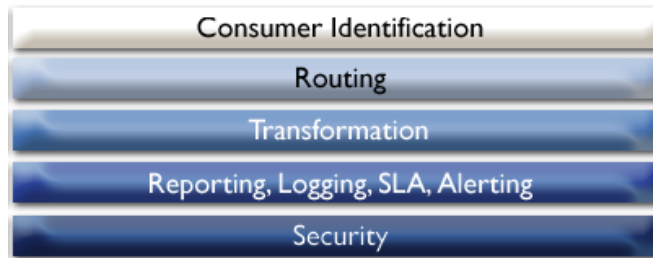 Consumer Identification
Routing
Transformation
Reporting, Logging, SLA, Alerting
Security